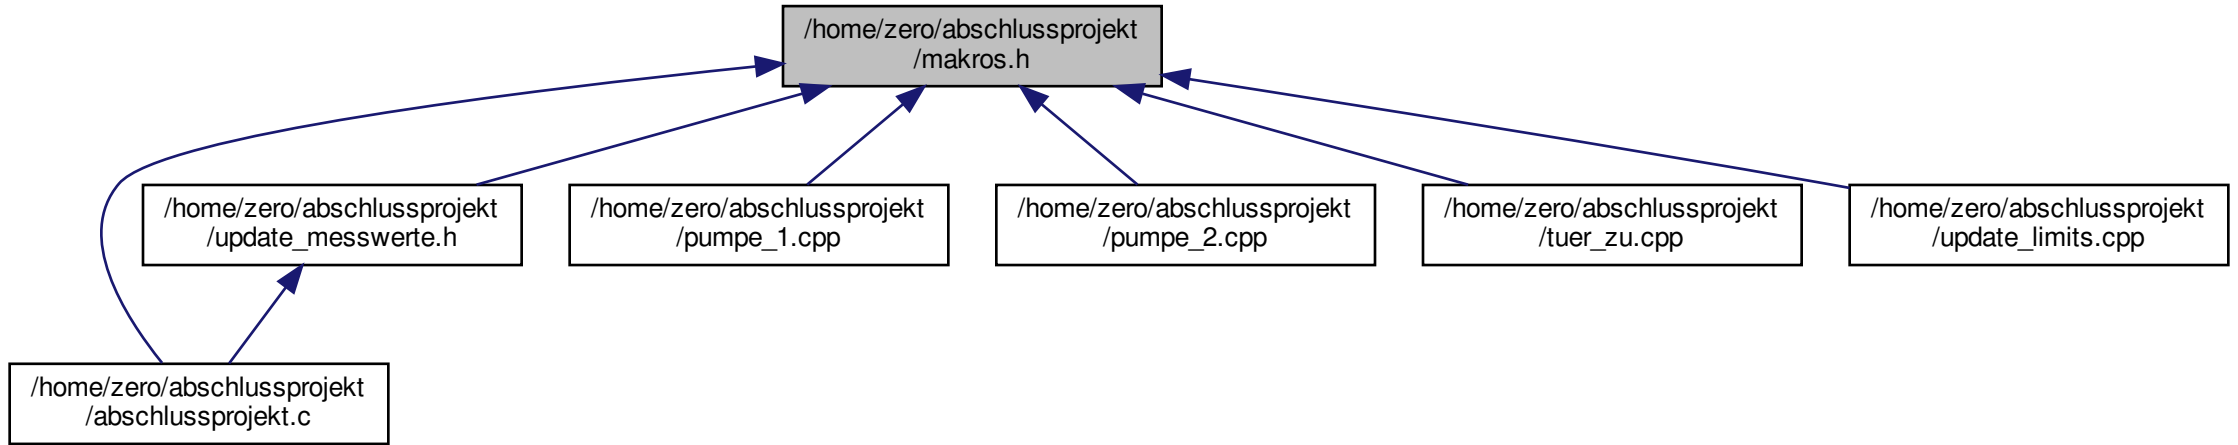 /home/zero/abschlussprojekt
/makros.h
/home/zero/abschlussprojekt
/update_messwerte.h
/home/zero/abschlussprojekt
/pumpe_1.cpp
/home/zero/abschlussprojekt
/pumpe_2.cpp
/home/zero/abschlussprojekt
/tuer_zu.cpp
/home/zero/abschlussprojekt
/update_limits.cpp
/home/zero/abschlussprojekt
/abschlussprojekt.c